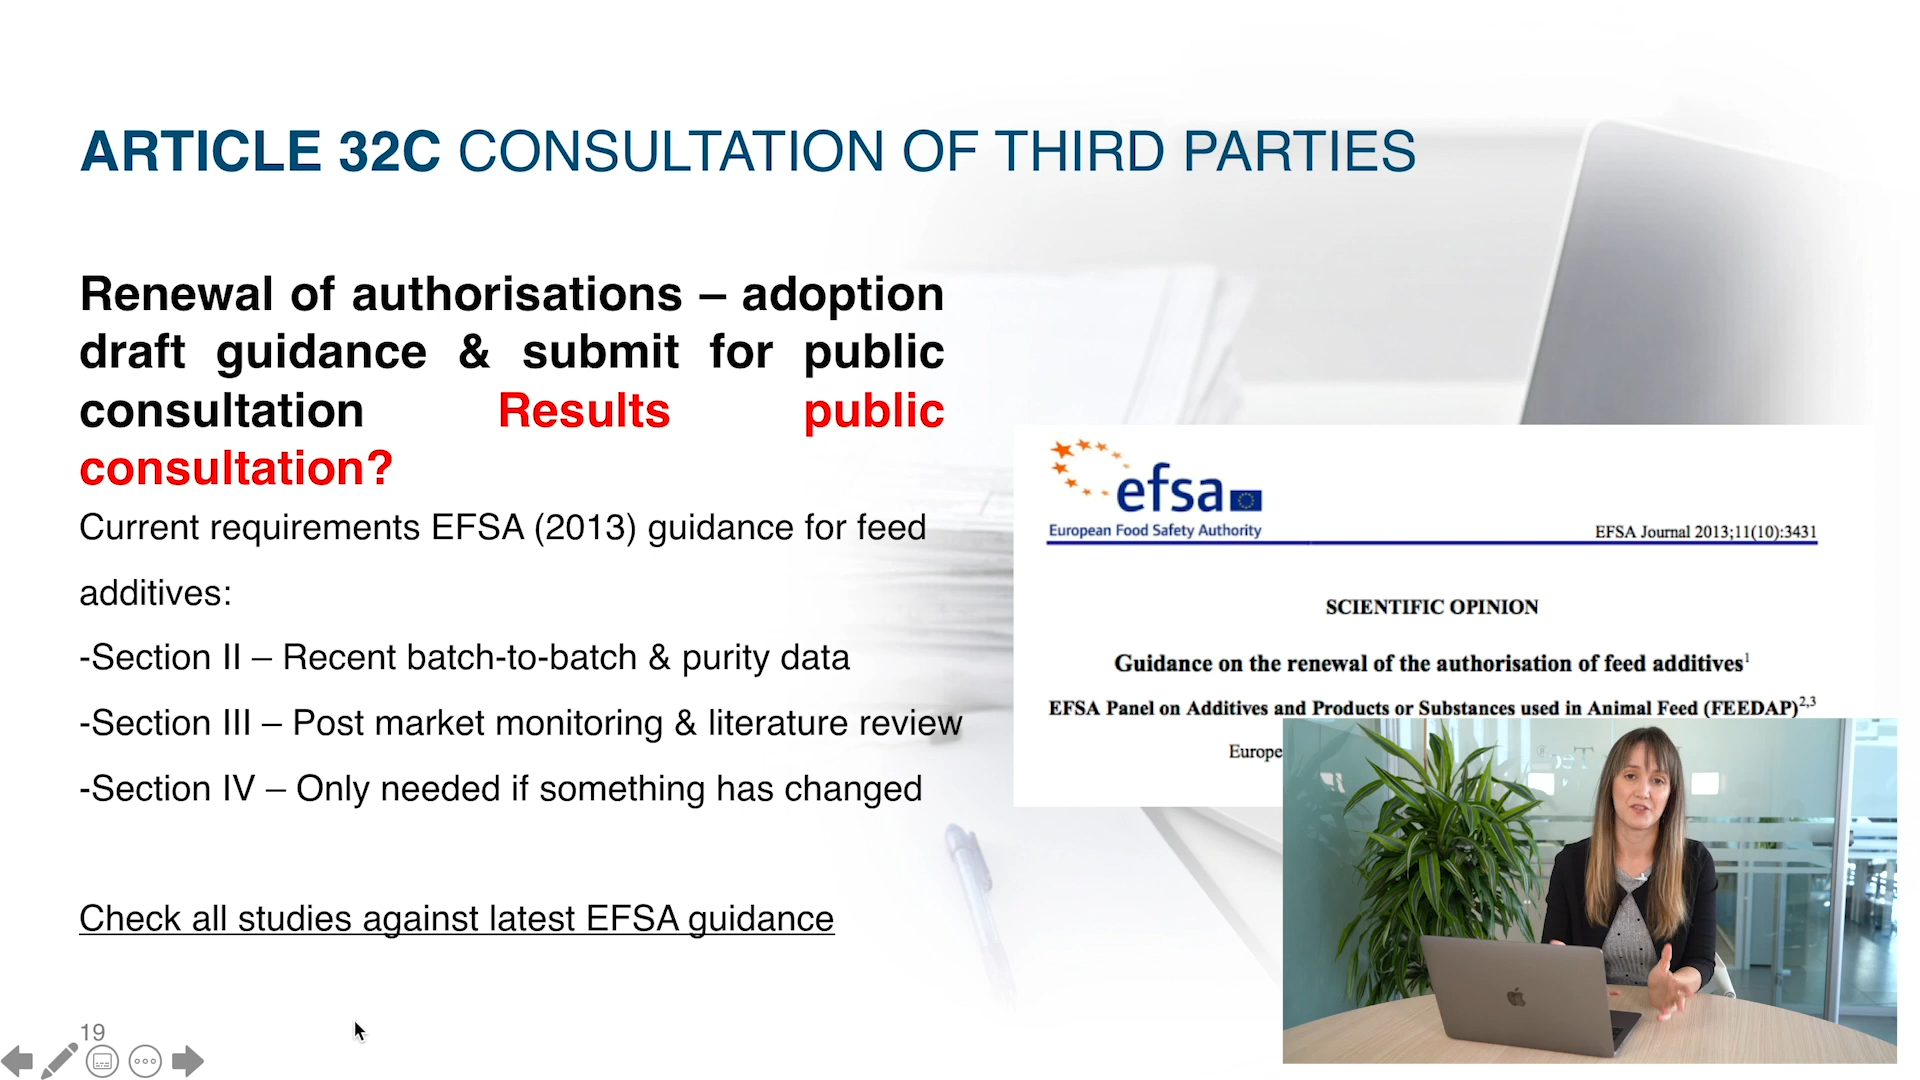 ARTICLE 32C CONSULTATION OF THIRD PARTIES
Renewal of authorisations – adoption
draft guidance & submit for public
consultation Results public
consultation?
Current requirements EFSA (2013) guidance for feed
additives:
-Section II – Recent batch-to-batch & purity data
-Section III – Post market monitoring & literature review
-Section IV – Only needed if something has changed
Check all studies against latest EFSA guidance
19
efsa
European Food Safety Authority
EFSA Journal 2013;11(10):3431
SCIENTIFIC OPINION
Guidance on the renewal of the authorisation of feed additives1
EFSA Panel on Additives and Products or Substances used in Animal Feed (FEEDAP)2,3